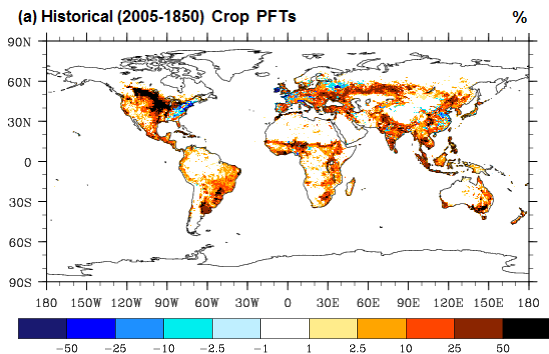 (a) Historical (2005-1850) Crop PFTs %
90N
60N
30N
0
30S
60S
90S
180 150W 120W 90W 60W 30W 0 30E 60E 90E 120E 150E 180
-50 -25 -10 -2.5 -1 1 2.5 10 25 50